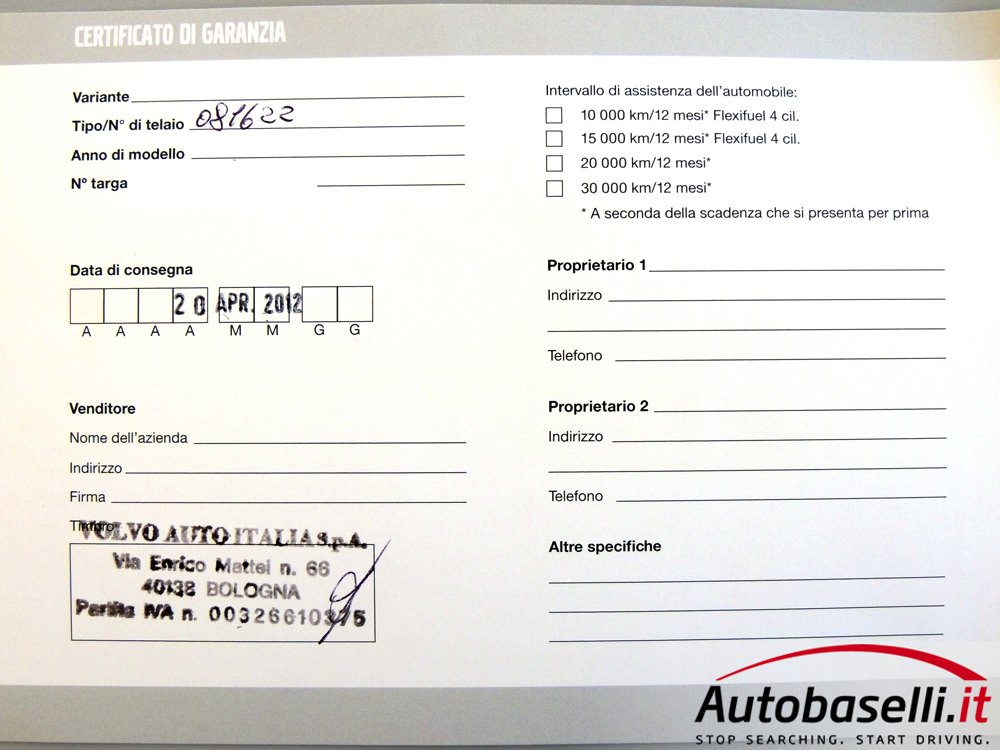 CERTIFICATO DI GARANZIA
Variante
Tipo/N° di telaio 081622
Anno di modello
N° targa
Data di consegna
20 APR. 2012
A A A A M M G G
Venditore
Nome dell'azienda
Indirizzo
Firma
Timbro
VOLVO AUTO ITALIA S.p.A.
Via Enrico Mattei n. 66
40138 BOLOGNA
Partita IVA n. 00326610375
Intervallo di assistenza dell'automobile:
10 000 km/12 mesi* Flexifuel 4 cil.
15 000 km/12 mesi* Flexifuel 4 cil.
20 000 km/12 mesi*
30 000 km/12 mesi*
* A seconda della scadenza che si presenta per prima
Proprietario 1
Indirizzo
Telefono
Proprietario 2
Indirizzo
Telefono
Altre specifiche
Autobaselli.it
STOP SEARCHING. START DRIVING.